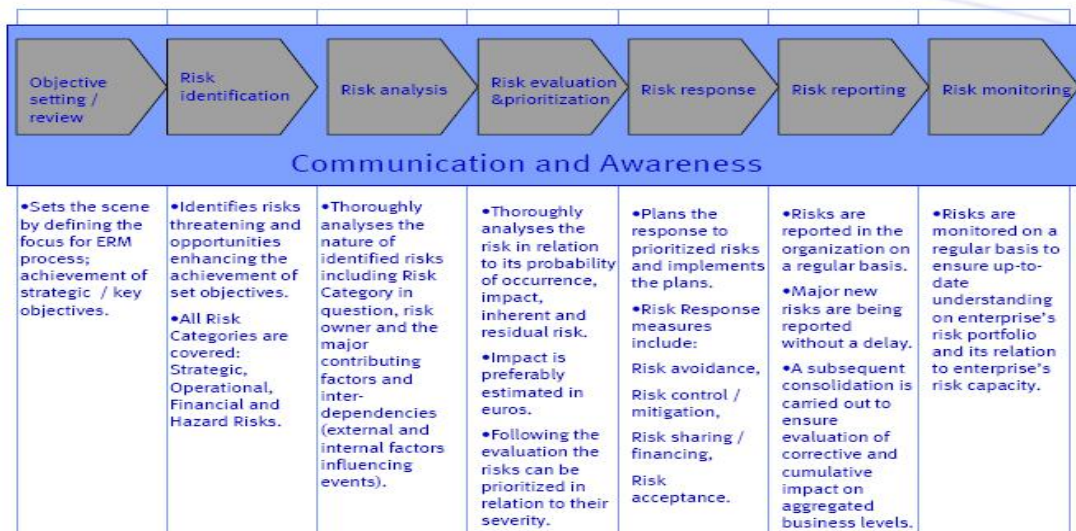 Objective
setting /
review
Risk
identification
Risk analysis
Risk evaluation
&prioritization
Risk response
Risk reporting
Risk monitoring
Communication and Awareness
•Sets the scene
by defining the
focus for ERM
process;
achievement of
strategic / key
objectives.
•Identifies risks
threatening and
opportunities
enhancing the
achievement of
set objectives.
•All Risk
Categories are
covered:
Strategic,
Operational,
Financial and
Hazard Risks.
•Thoroughly
analyses the
nature of
identified risks
including Risk
Category in
question, risk
owner and the
major
contributing
factors and
inter-
dependencies
(external and
internal factors
influencing
events).
•Thoroughly
analyses the
risk in relation
to its probability
of occurrence,
impact,
inherent and
residual risk.
•Impact is
preferably
estimated in
euros.
•Following the
evaluation the
risks can be
prioritized in
relation to their
severity.
•Plans the
response to
prioritized risks
and implements
the plans.
•Risk Response
measures
include:
Risk avoidance,
Risk control /
mitigation,
Risk sharing /
financing,
Risk
acceptance.
•Risks are
reported in the
organization on
a regular basis.
•Major new
risks are being
reported
without a delay.
•A subsequent
consolidation is
carried out to
ensure
evaluation of
corrective and
cumulative
impact on
aggregated
business levels.
•Risks are
monitored on a
regular basis to
ensure up-to-
date
understanding
on enterprise's
risk portfolio
and its relation
to enterprise's
risk capacity.